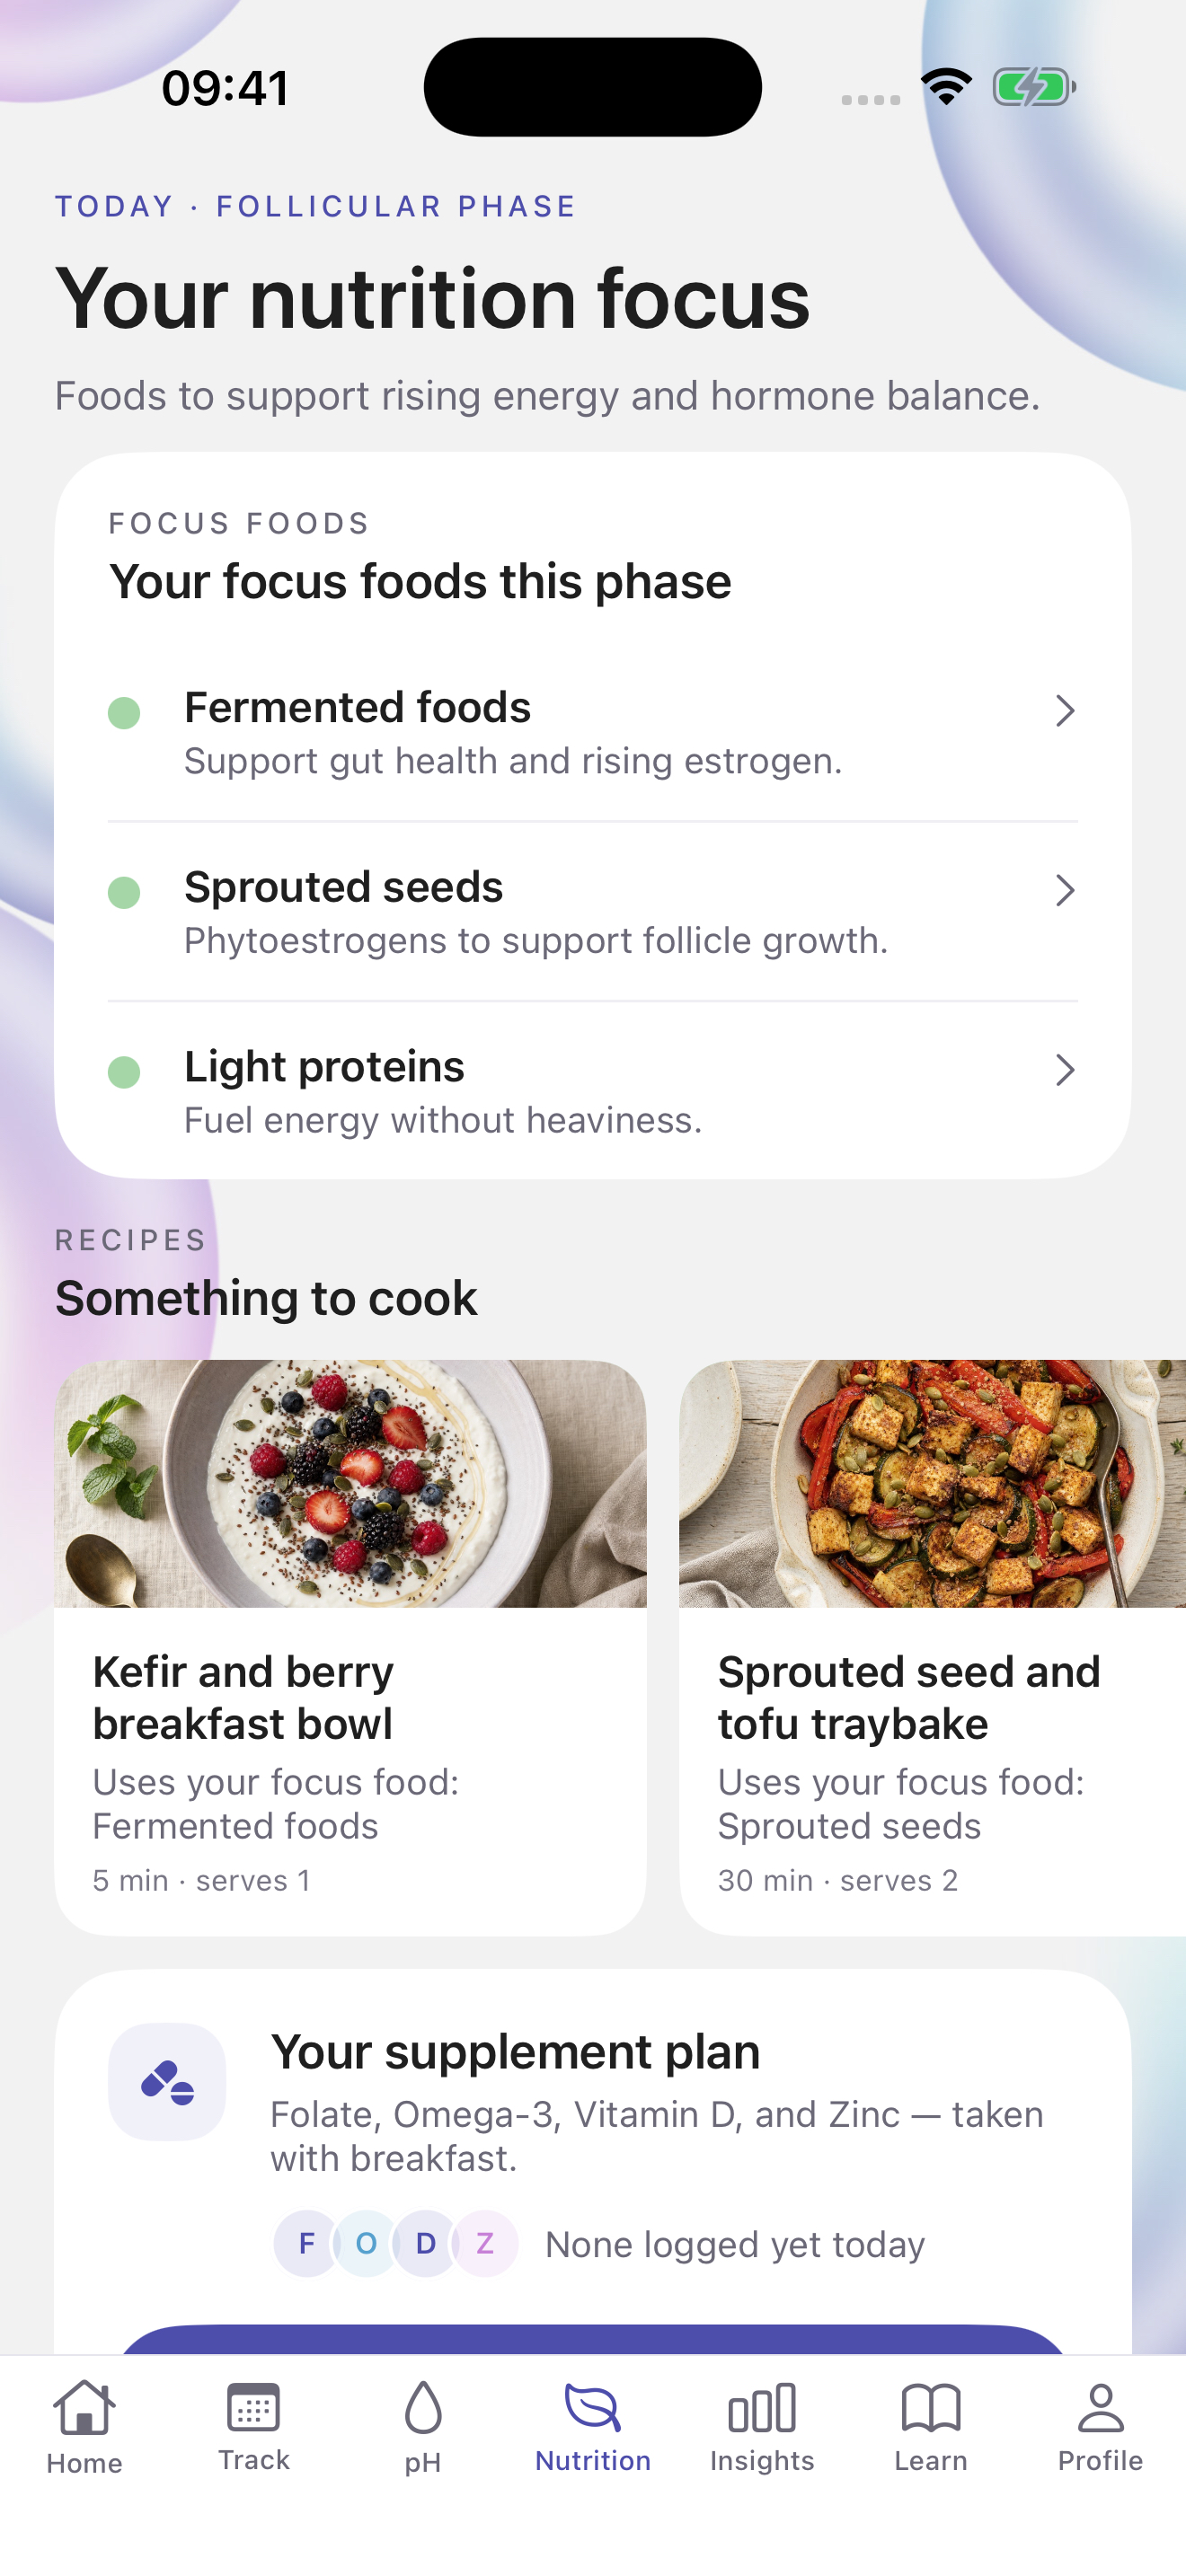 09:41
TODAY · FOLLICULAR PHASE
Your nutrition focus
Foods to support rising energy and hormone balance.
FOCUS FOODS
Your focus foods this phase
Fermented foods
Support gut health and rising estrogen.
Sprouted seeds
Phytoestrogens to support follicle growth.
Light proteins
Fuel energy without heaviness.
RECIPES
Something to cook
Kefir and berry
breakfast bowl
Uses your focus food:
Fermented foods
5 min · serves 1
Sprouted seed and
tofu traybake
Uses your focus food:
Sprouted seeds
30 min · serves 2
Your supplement plan
Folate, Omega-3, Vitamin D, and Zinc — taken
with breakfast.
F O D Z None logged yet today
Home Track pH Nutrition Insights Learn Profile